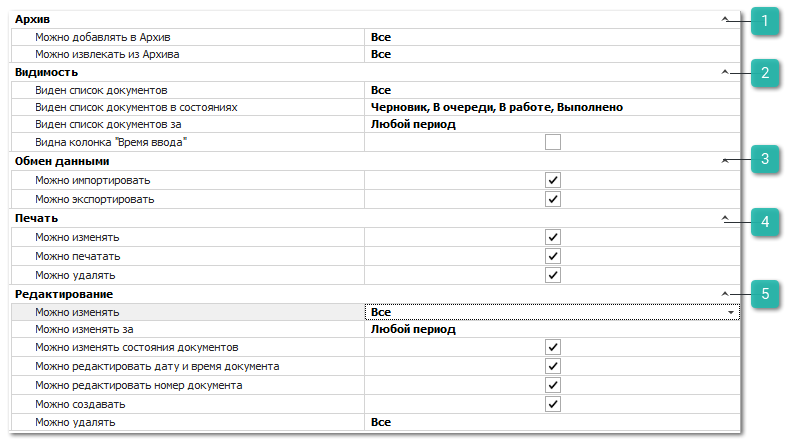 Архив 1
Можно добавлять в Архив Все
Можно извлекать из Архива Все
Видимость 2
Виден список документов Все
Виден список документов в состояниях Черновик, В очереди, В работе, Выполнено
Виден список документов за Любой период
Видна колонка "Время ввода"
Обмен данными 3
Можно импортировать
Можно экспортировать
Печать 4
Можно изменять
Можно печатать
Можно удалять
Редактирование 5
Можно изменять Все
Можно изменять за Любой период
Можно изменять состояния документов
Можно редактировать дату и время документа
Можно редактировать номер документа
Можно создавать
Можно удалять Все